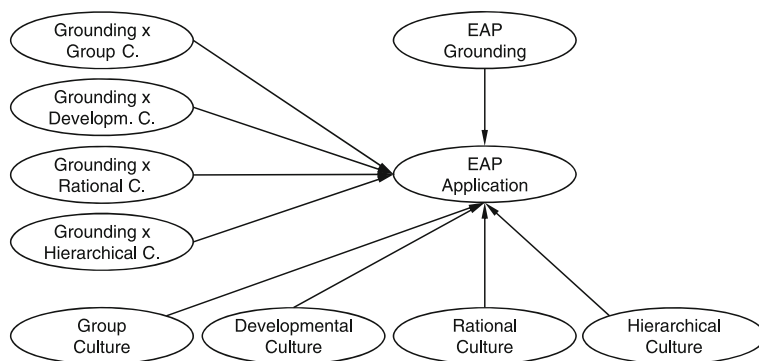 Grounding x
Group C.
EAP
Grounding
Grounding x
Developm. C.
Grounding x
Rational C.
EAP
Application
Grounding x
Hierarchical C.
Group
Culture
Developmental
Culture
Rational
Culture
Hierarchical
Culture